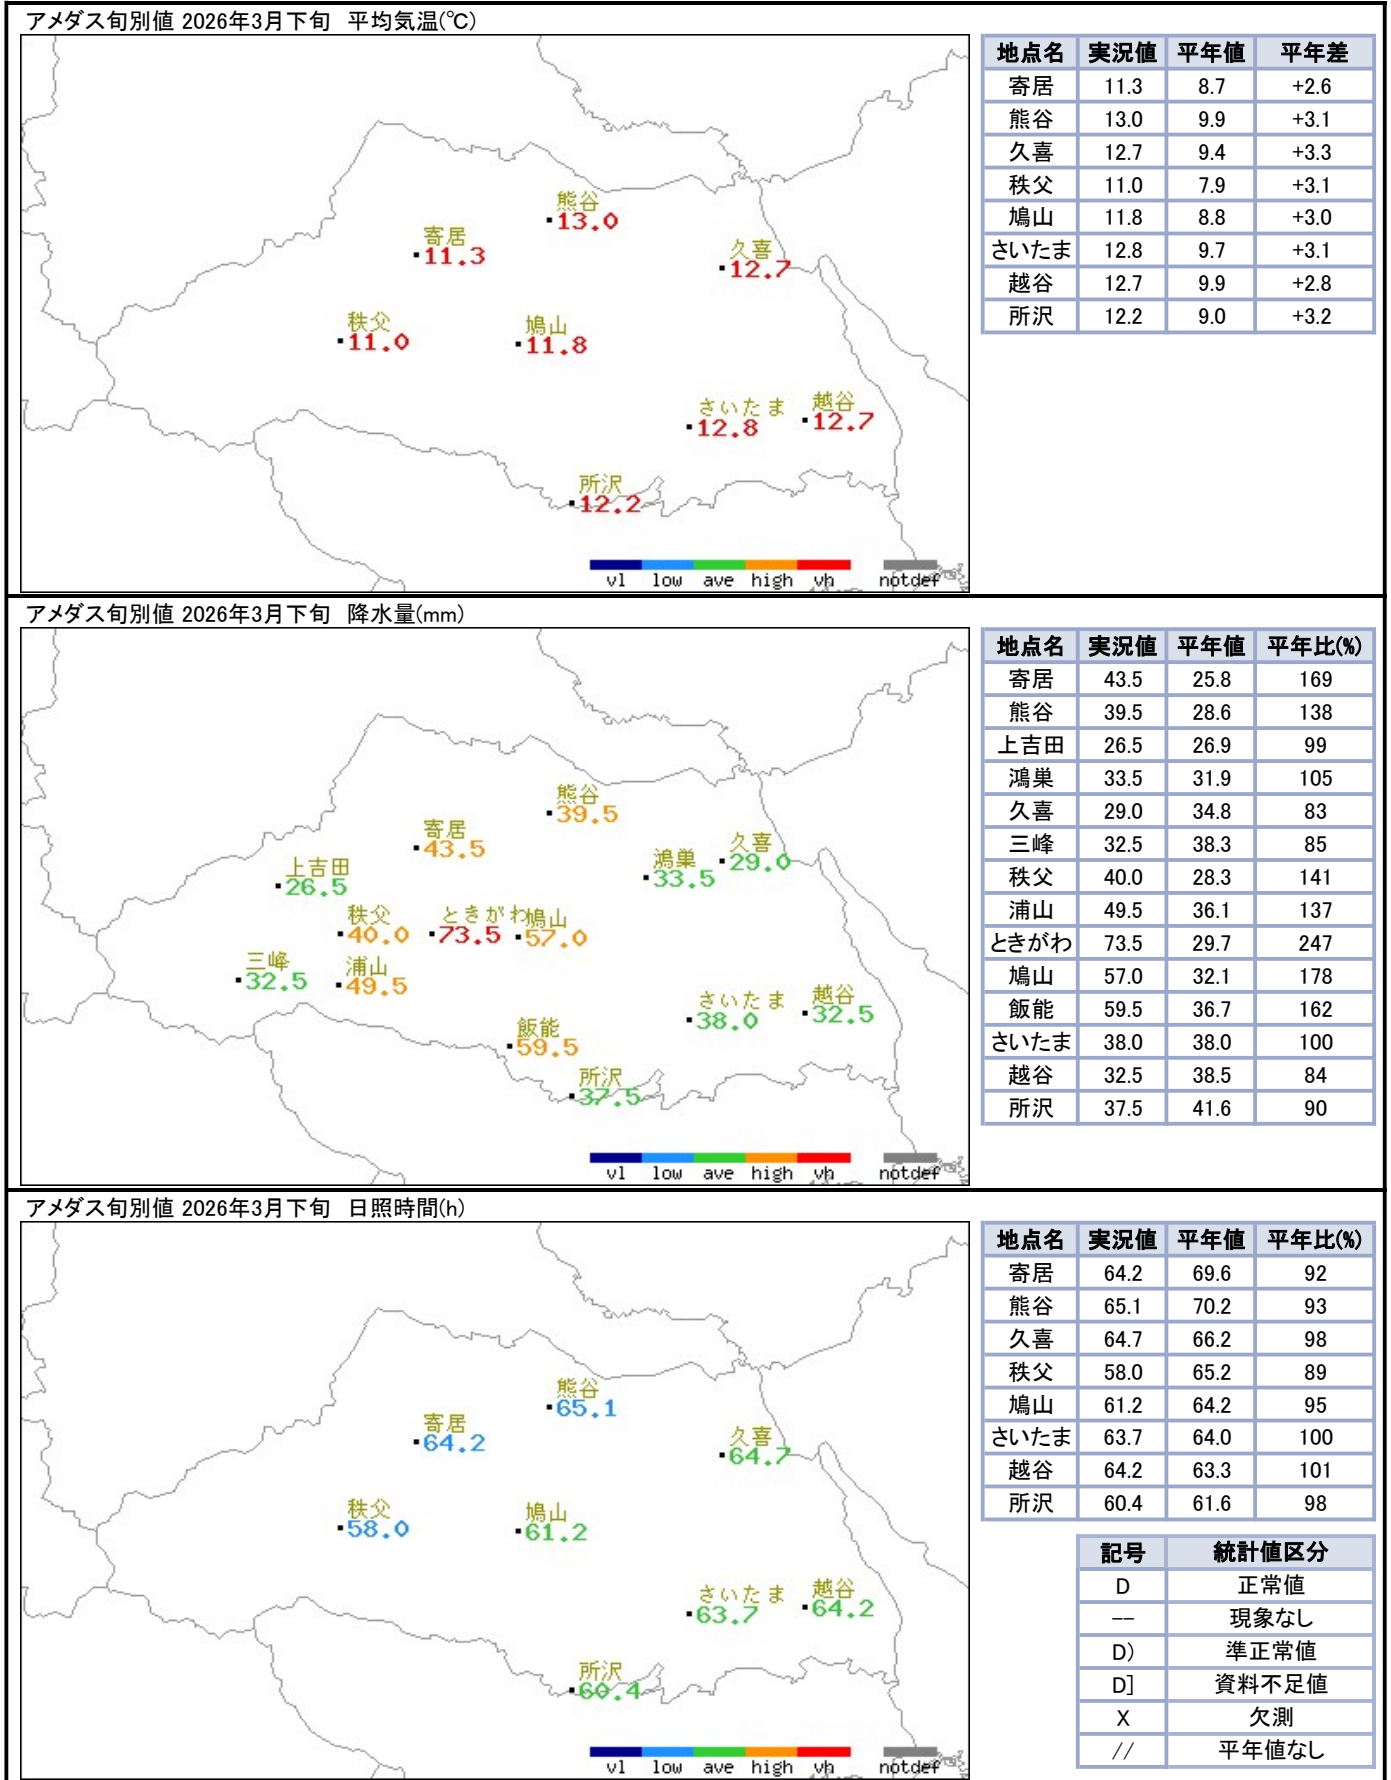 アメダス旬別値 2026年3月下旬　平均気温(℃)
熊谷
13.0
寄居
11.3
久喜
12.7
秩父
11.0
鳩山
11.8
さいたま
12.8
越谷
12.7
所沢
12.2
vl low ave high vh notdef
地点名 実況値 平年値 平年差
寄居 11.3 8.7 +2.6
熊谷 13.0 9.9 +3.1
久喜 12.7 9.4 +3.3
秩父 11.0 7.9 +3.1
鳩山 11.8 8.8 +3.0
さいたま 12.8 9.7 +3.1
越谷 12.7 9.9 +2.8
所沢 12.2 9.0 +3.2
アメダス旬別値 2026年3月下旬　降水量(mm)
熊谷
39.5
寄居
43.5
久喜
29.0
鴻巣
33.5
上吉田
26.5
秩父
40.0
ときがわ
73.5
鳩山
57.0
三峰
32.5
浦山
49.5
さいたま
38.0
越谷
32.5
飯能
59.5
所沢
37.5
vl low ave high vh notdef
地点名 実況値 平年値 平年比(%)
寄居 43.5 25.8 169
熊谷 39.5 28.6 138
上吉田 26.5 26.9 99
鴻巣 33.5 31.9 105
久喜 29.0 34.8 83
三峰 32.5 38.3 85
秩父 40.0 28.3 141
浦山 49.5 36.1 137
ときがわ 73.5 29.7 247
鳩山 57.0 32.1 178
飯能 59.5 36.7 162
さいたま 38.0 38.0 100
越谷 32.5 38.5 84
所沢 37.5 41.6 90
アメダス旬別値 2026年3月下旬　日照時間(h)
熊谷
65.1
寄居
64.2
久喜
64.7
秩父
58.0
鳩山
61.2
さいたま
63.7
越谷
64.2
所沢
60.4
vl low ave high vh notdef
地点名 実況値 平年値 平年比(%)
寄居 64.2 69.6 92
熊谷 65.1 70.2 93
久喜 64.7 66.2 98
秩父 58.0 65.2 89
鳩山 61.2 64.2 95
さいたま 63.7 64.0 100
越谷 64.2 63.3 101
所沢 60.4 61.6 98
記号 統計値区分
D 正常値
-- 現象なし
D) 準正常値
D] 資料不足値
X 欠測
// 平年値なし